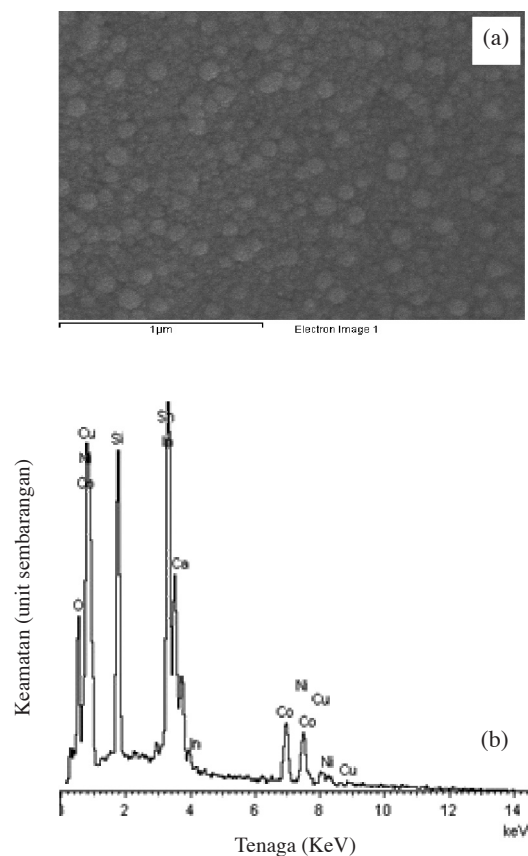 (a)
1µm Electron Image 1
Cu
Sn
Ni
Si
In
Co
Ca
O
Ni
Cu
Co Co
Ni
In
Cu
(b)
Keamatan (unit sembarangan)
2 4 6 8 10 12 14
keV
Tenaga (KeV)